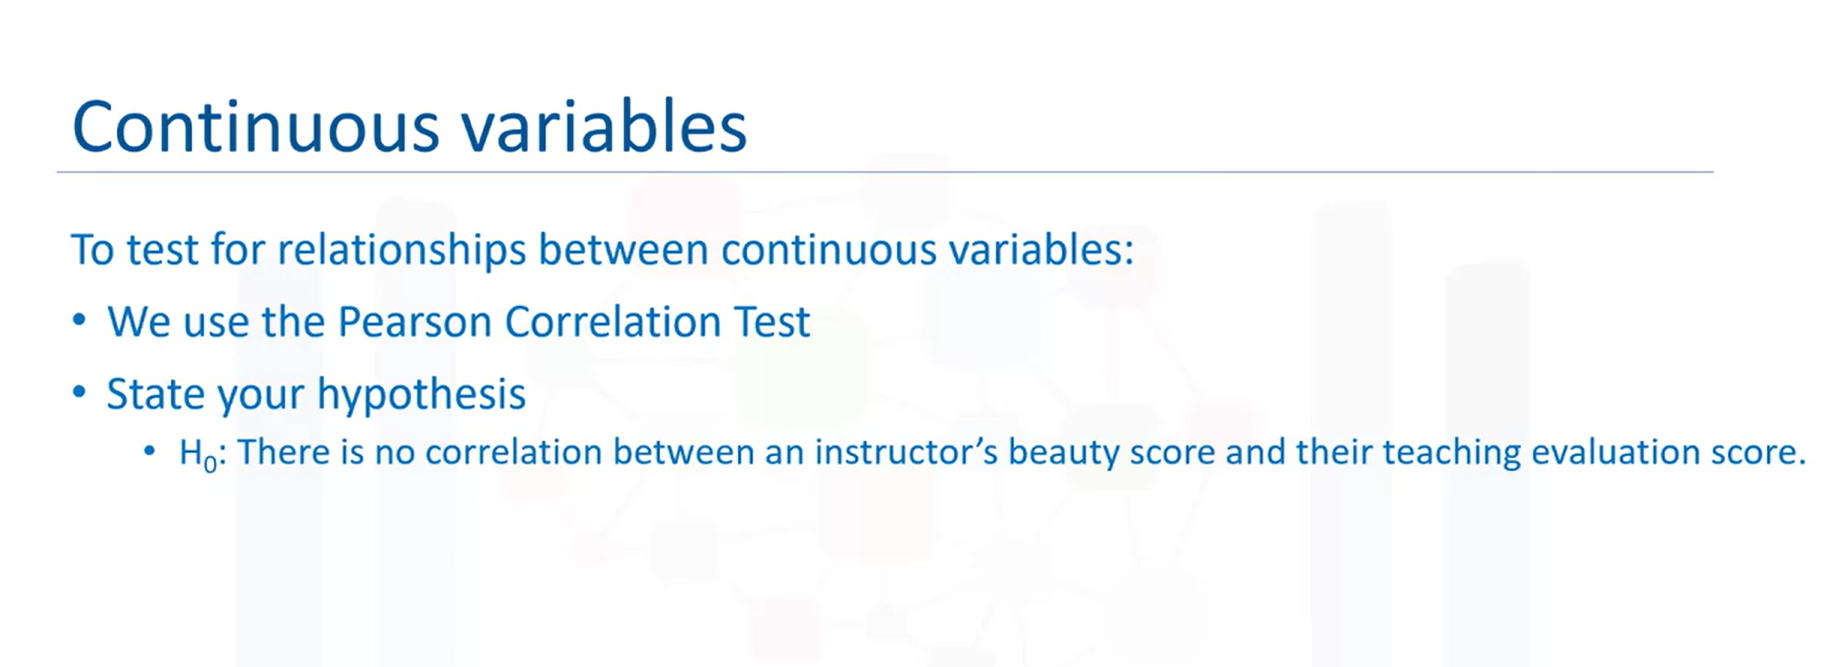 Continuous variables
To test for relationships between continuous variables:
• We use the Pearson Correlation Test
• State your hypothesis
• H₀: There is no correlation between an instructor’s beauty score and their teaching evaluation score.